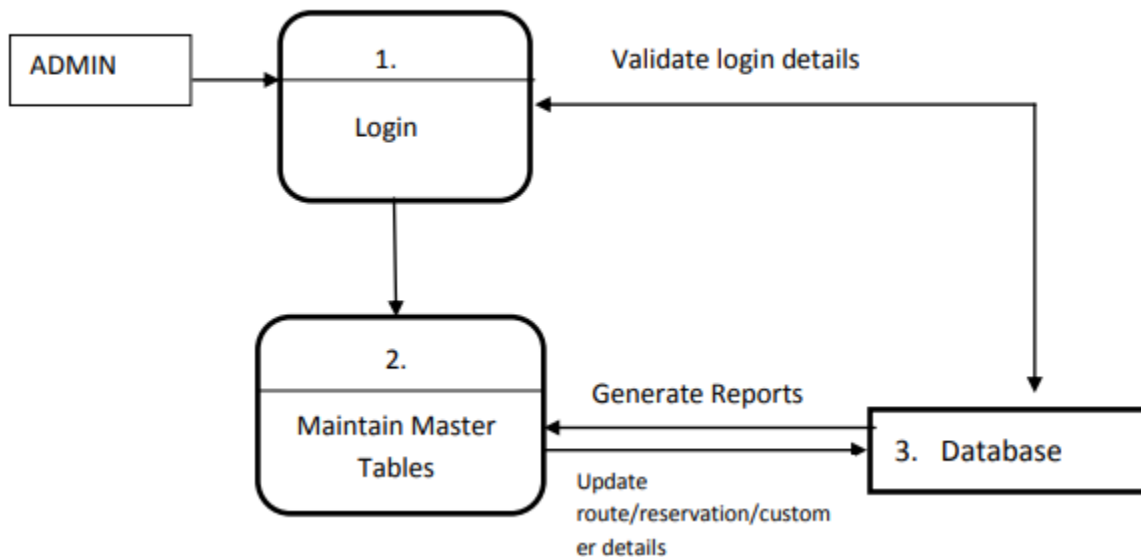 ADMIN
1.
Login
Validate login details
2.
Maintain Master
Tables
Generate Reports
3. Database
Update
route/reservation/custom
er details